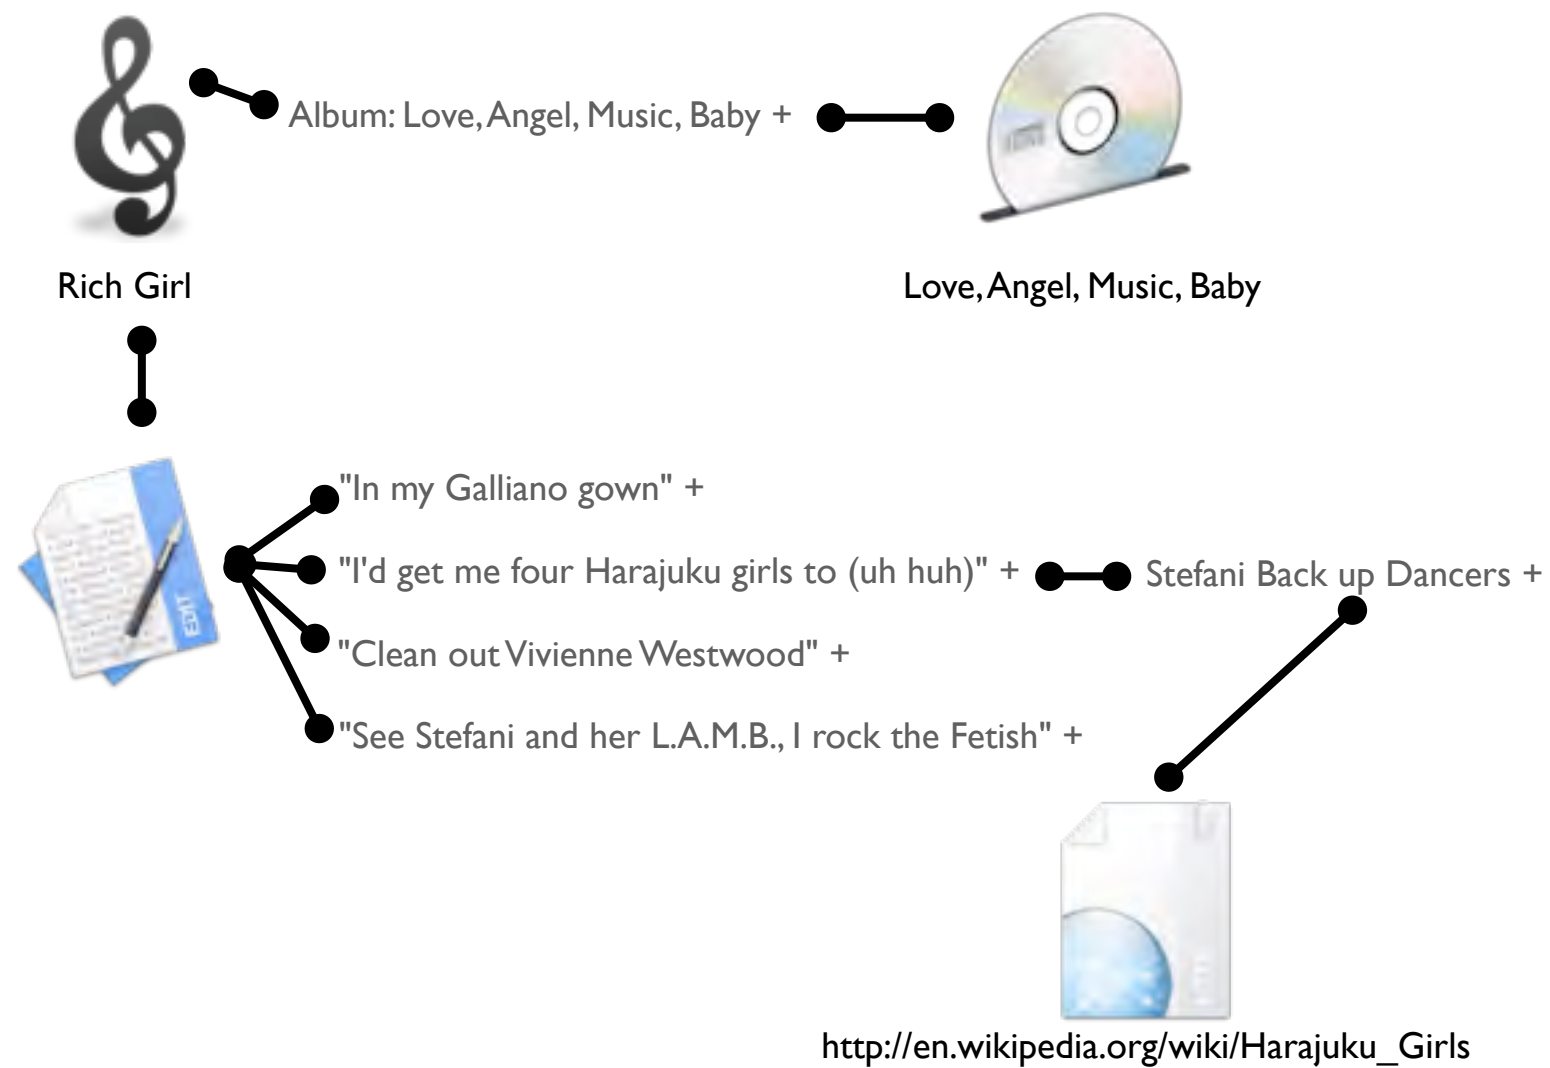 Album: Love, Angel, Music, Baby +
Rich Girl
Love, Angel, Music, Baby
"In my Galliano gown" +
"I'd get me four Harajuku girls to (uh huh)" +
Stefani Back up Dancers +
EDIT
"Clean out Vivienne Westwood" +
"See Stefani and her L.A.M.B., I rock the Fetish" +
http://en.wikipedia.org/wiki/Harajuku_Girls